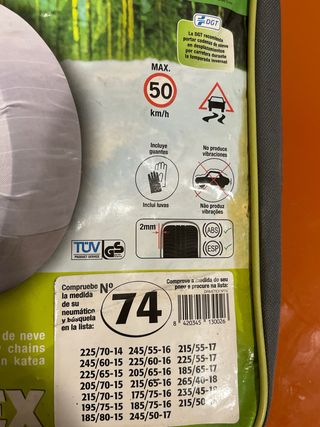 DGT
La DGT recomienda
portar cadenas de nieve
en desplazamientos
por carretera durante
la temporada invernal
MAX.
50
km/h
Incluye
guantes
No produce
vibraciones
Inclui luvas
Não produz
vibrações
TÜV
PRODUCT SERVICE
GS
2mm
ABS
ESP
Compruebe
la medida
de su
neumático
y búsquela
en la lista:
Nº
74
Comprove a medida do seu
pneu e procure na lista:
8 420345 130026
225/70-14 245/55-16 215/55-17
245/60-15 225/60-16 225/55-17
225/65-15 205/65-16 185/65-17
205/70-15 215/65-16 265/40-18
215/70-15 175/75-16 235/45-18
195/75-15 185/75-16 215/50-
185/80-15 245/50-17
de neve
chains
n katea
EX